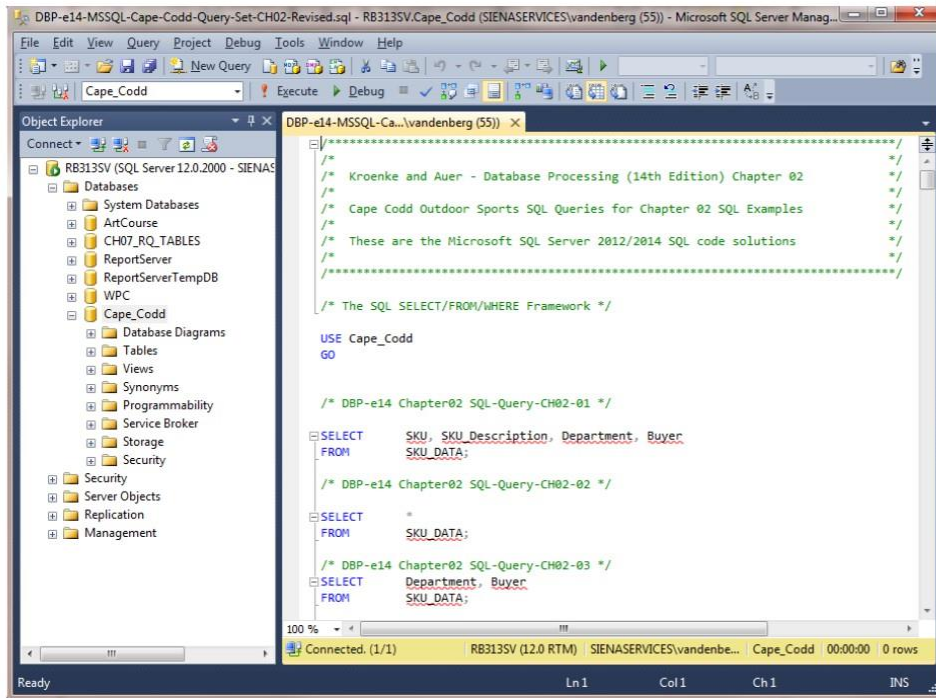 DBP-e14-MSSQL-Cape-Codd-Query-Set-CH02-Revised.sql - RB313SV.Cape_Codd (SIENASERVICES\vandenberg (55)) - Microsoft SQL Server Manag...
File Edit View Query Project Debug Tools Window Help
New Query
Cape_Codd
Execute Debug
Object Explorer
Connect
RB313SV (SQL Server 12.0.2000 - SIENAS
Databases
System Databases
ArtCourse
CH07_RQ_TABLES
ReportServer
ReportServerTempDB
WPC
Cape_Codd
Database Diagrams
Tables
Views
Synonyms
Programmability
Service Broker
Storage
Security
Security
Server Objects
Replication
Management
DBP-e14-MSSQL-Ca...\vandenberg (55))
/***********************************************************************/
/* */
/* Kroenke and Auer - Database Processing (14th Edition) Chapter 02 */
/* */
/* Cape Codd Outdoor Sports SQL Queries for Chapter 02 SQL Examples */
/* */
/* These are the Microsoft SQL Server 2012/2014 SQL code solutions */
/* */
/***********************************************************************/
/* The SQL SELECT/FROM/WHERE Framework */
USE Cape_Codd
GO
/* DBP-e14 Chapter02 SQL-Query-CH02-01 */
SELECT SKU, SKU_Description, Department, Buyer
FROM SKU_DATA;
/* DBP-e14 Chapter02 SQL-Query-CH02-02 */
SELECT *
FROM SKU_DATA;
/* DBP-e14 Chapter02 SQL-Query-CH02-03 */
SELECT Department, Buyer
FROM SKU_DATA;
100 %
Connected. (1/1) RB313SV (12.0 RTM) SIENASERVICES\vandenbe... Cape_Codd 00:00:00 0 rows
Ready Ln 1 Col 1 Ch 1 INS